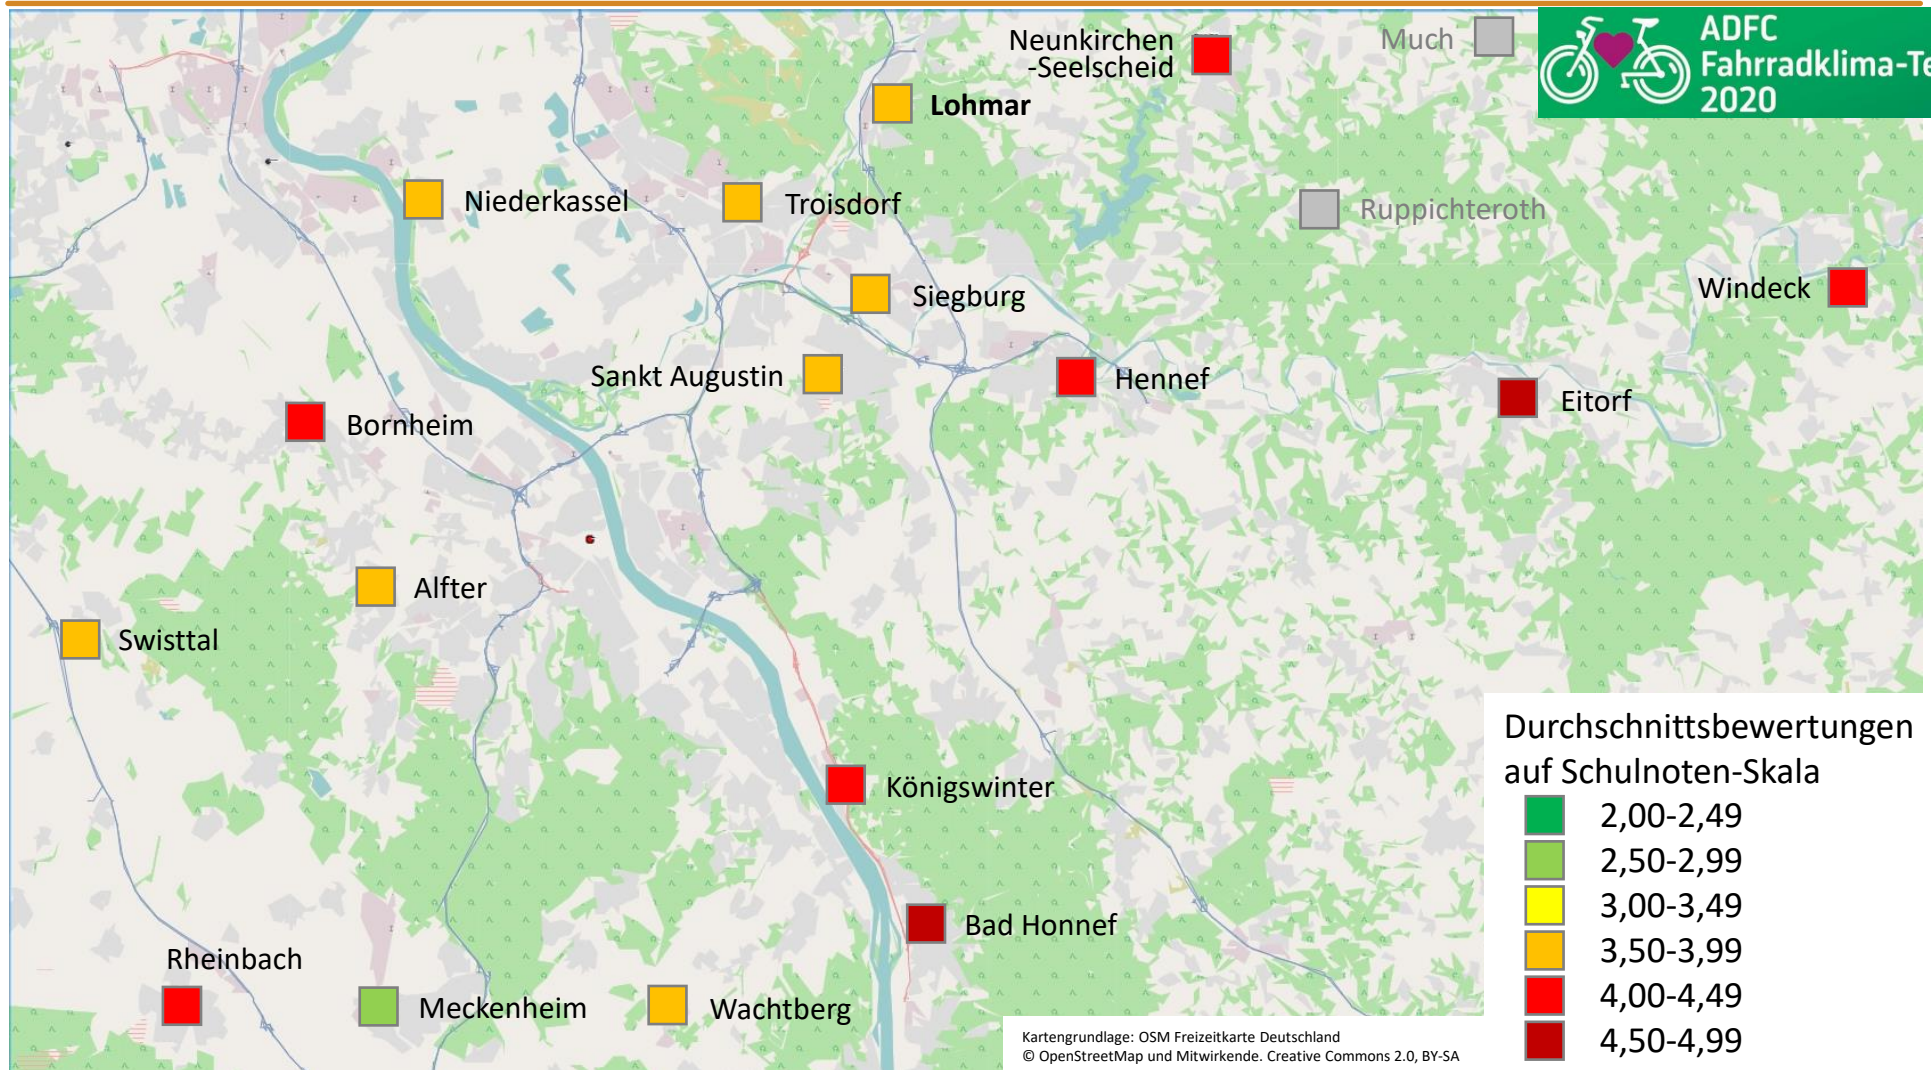 Neunkirchen
-Seelscheid
Much
ADFC
Fahrradklima-Te
2020
Lohmar
Niederkassel
Troisdorf
Ruppichteroth
Siegburg
Windeck
Sankt Augustin
Hennef
Eitorf
Bornheim
Alfter
Swisttal
Königswinter
Bad Honnef
Rheinbach
Meckenheim
Wachtberg
Durchschnittsbewertungen
auf Schulnoten-Skala
2,00-2,49
2,50-2,99
3,00-3,49
3,50-3,99
4,00-4,49
4,50-4,99
Kartengrundlage: OSM Freizeitkarte Deutschland
© OpenStreetMap und Mitwirkende. Creative Commons 2.0, BY-SA